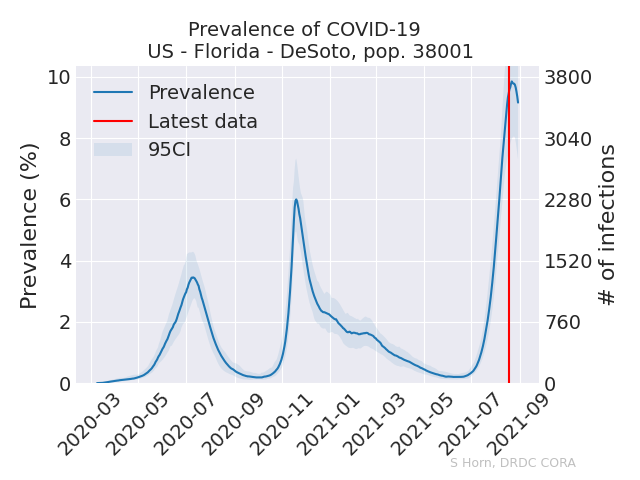 Prevalence of COVID-19
US - Florida - DeSoto, pop. 38001
Prevalence
Latest data
95CI
Prevalence (%)
10
8
6
4
2
0
3800
3040
2280
1520
760
0
# of infections
2020-03
2020-05
2020-07
2020-09
2020-11
2021-01
2021-03
2021-05
2021-07
2021-09
S Horn, DRDC CORA